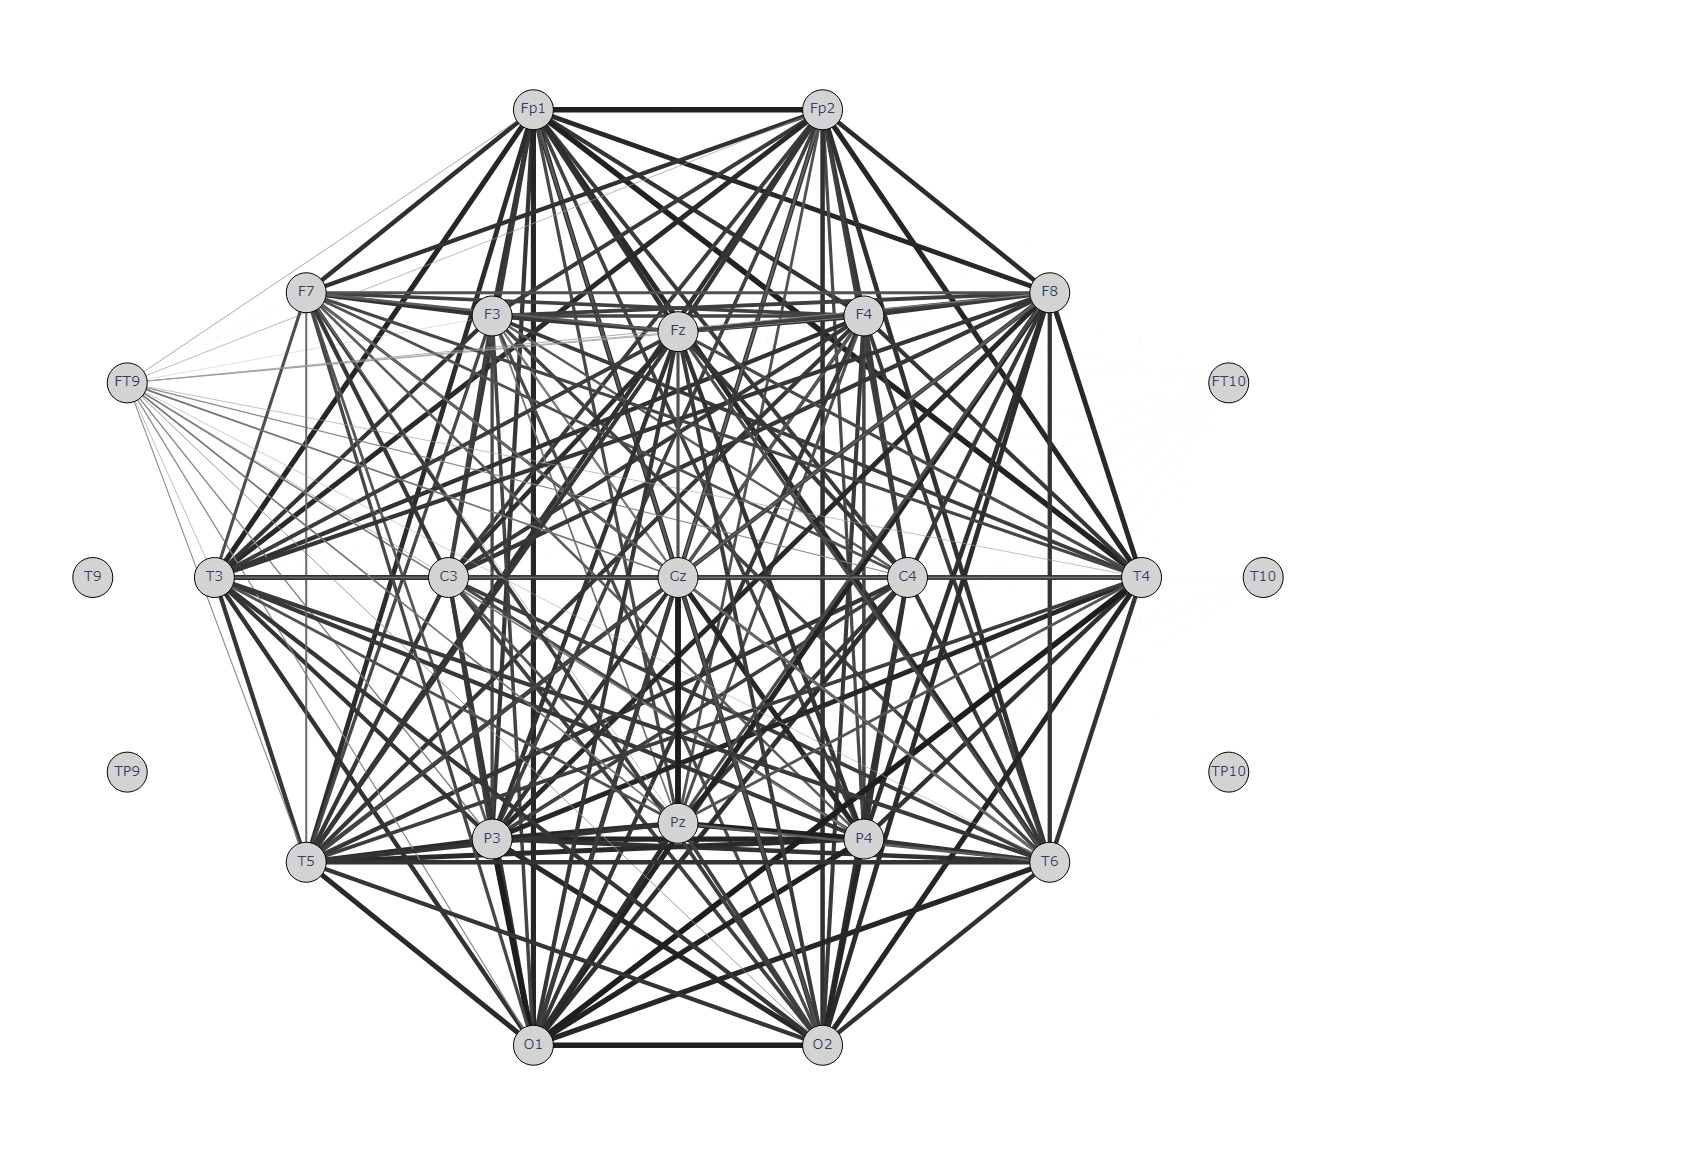 Fp1 Fp2
F7 F3 Fz F4 F8
FT9 FT10
T9 T3 C3 Cz C4 T4 T10
TP9 TP10
T5 P3 Pz P4 T6
O1 O2